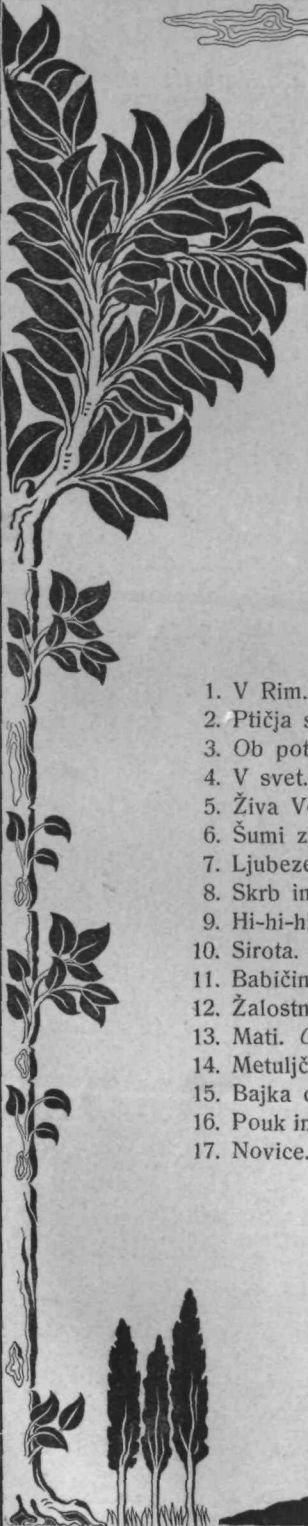 1. V Rim.
2. Ptičja s
3. Ob pot
4. V svet.
5. Živa V
6. Šumi z
7. Ljubeze
8. Skrb in
9. Hi-hi-h
10. Sirota.
11. Babičin
12. Žalostn
13. Mati.
14. Metuljč
15. Bajka
16. Pouk in
17. Novice.